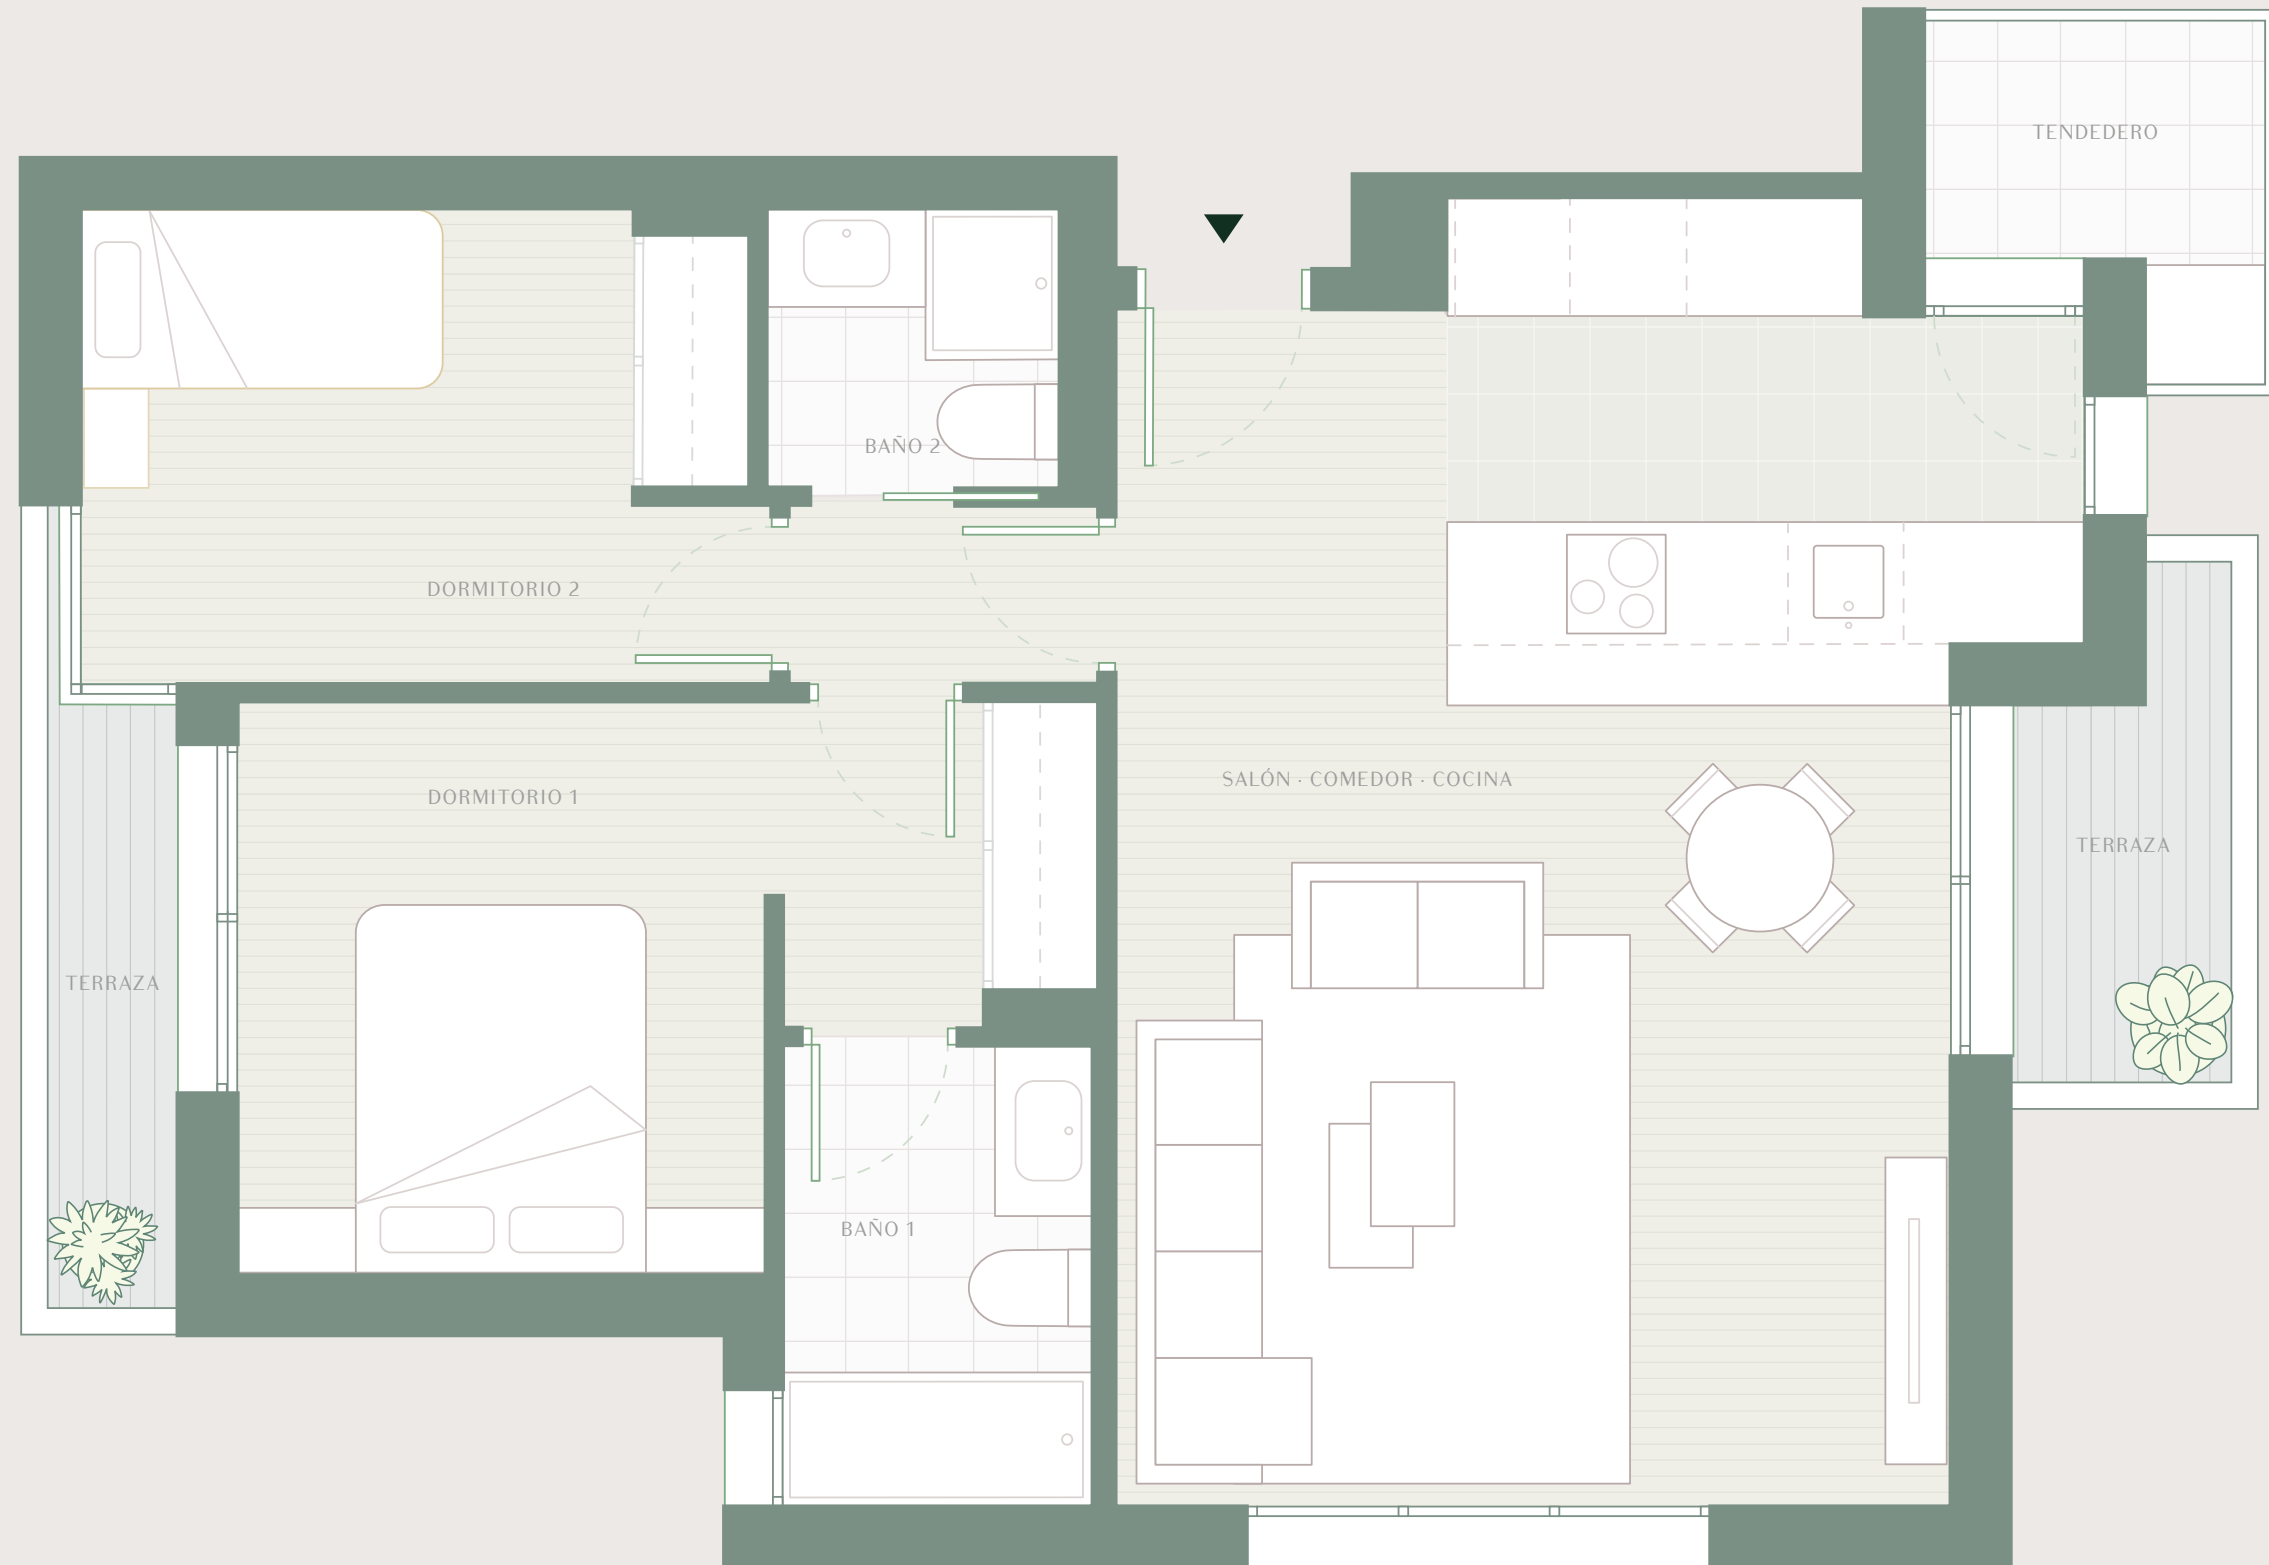 TENDEDERO
BAÑO 2
DORMITORIO 2
SALÓN · COMEDOR · COCINA
DORMITORIO 1
TERRAZA
TERRAZA
BAÑO 1